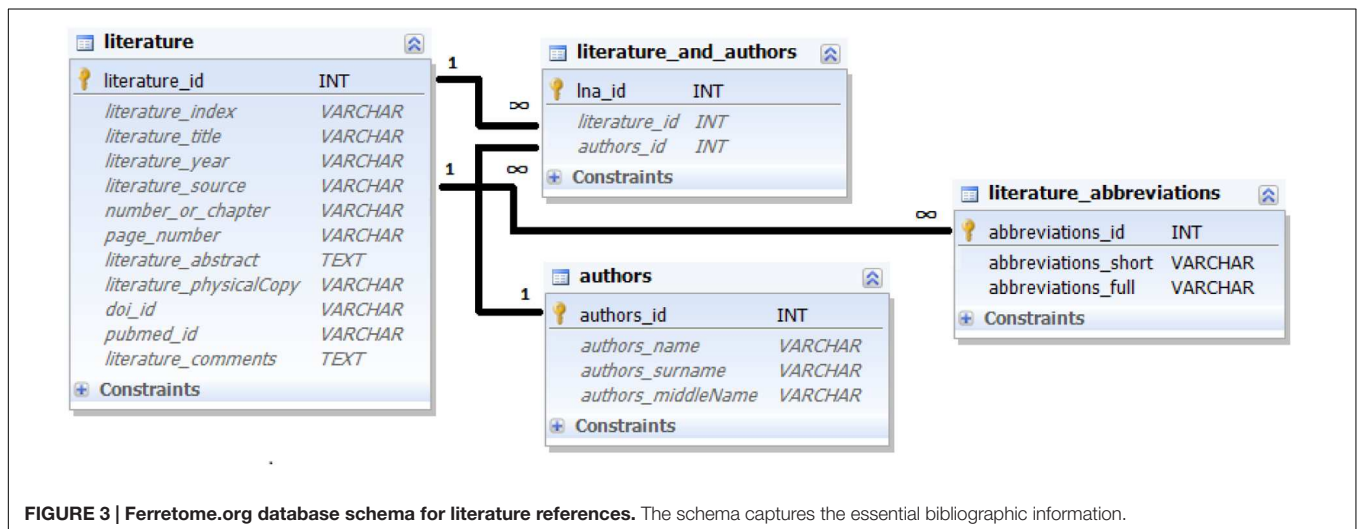 literature
literature_id INT
literature_index VARCHAR
literature_title VARCHAR
literature_year VARCHAR
literature_source VARCHAR
number_or_chapter VARCHAR
page_number VARCHAR
literature_abstract TEXT
literature_physicalCopy VARCHAR
doi_id VARCHAR
pubmed_id VARCHAR
literature_comments TEXT
Constraints
1
∞
1
∞
1
∞
literature_and_authors
lna_id INT
literature_id INT
authors_id INT
Constraints
authors
authors_id INT
authors_name VARCHAR
authors_surname VARCHAR
authors_middleName VARCHAR
Constraints
literature_abbreviations
abbreviations_id INT
abbreviations_short VARCHAR
abbreviations_full VARCHAR
Constraints
FIGURE 3 | Ferretome.org database schema for literature references. The schema captures the essential bibliographic information.